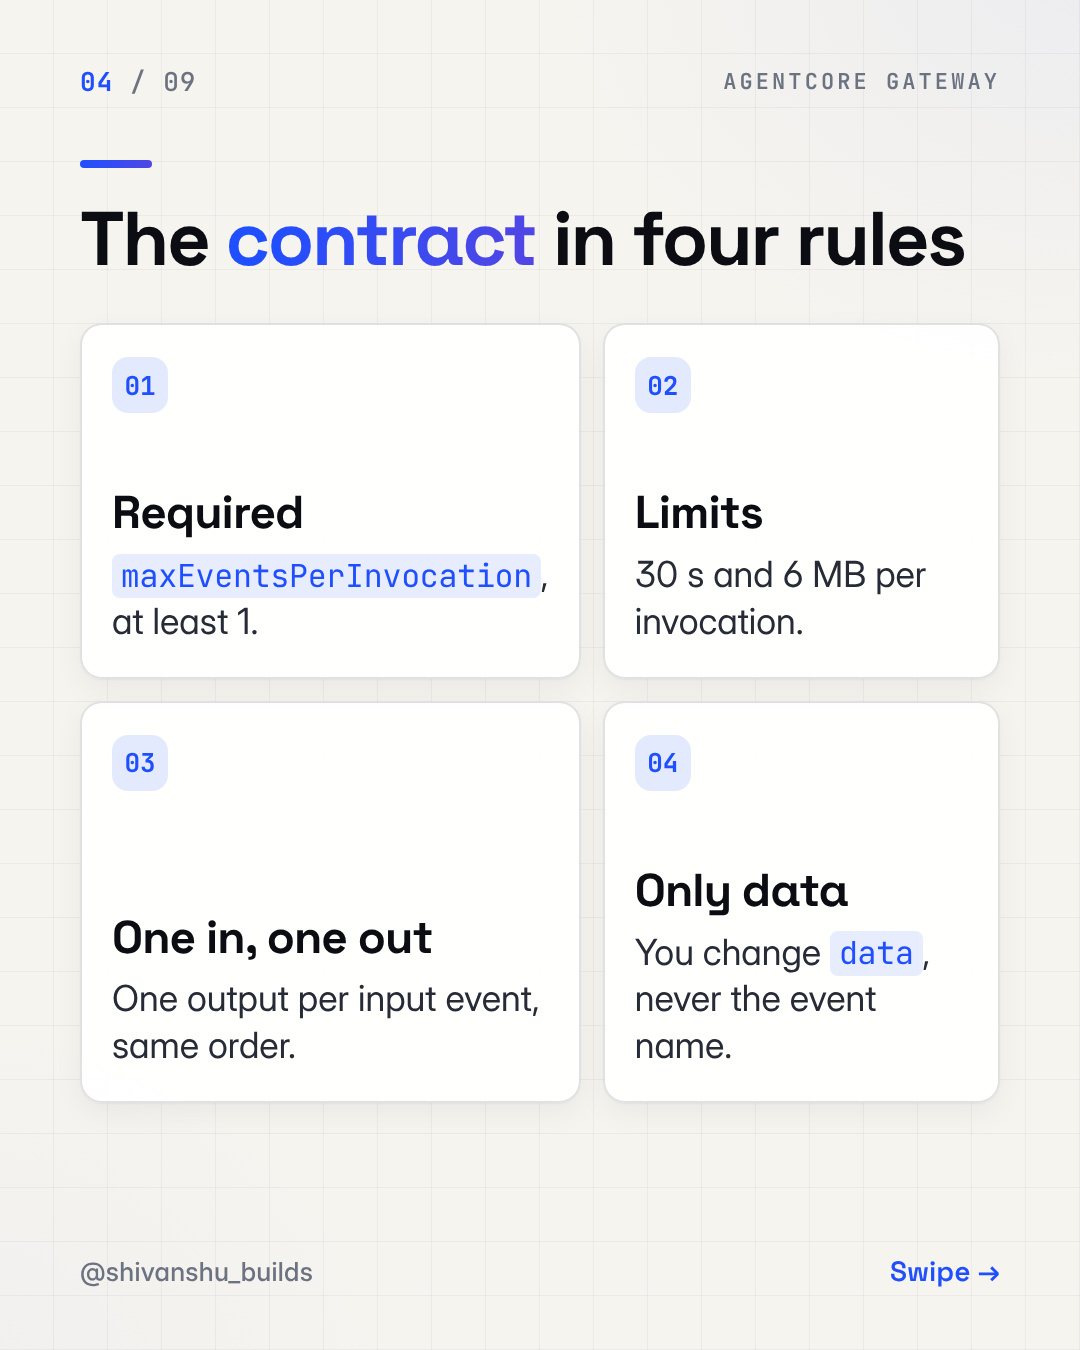 04 / 09
AGENTCORE GATEWAY
The contract in four rules
01
Required
maxEventsPerInvocation,
at least 1.
02
Limits
30 s and 6 MB per
invocation.
03
One in, one out
One output per input event,
same order.
04
Only data
You change data,
never the event
name.
@shivanshu_builds
Swipe →